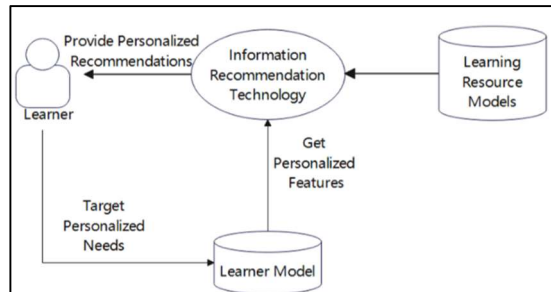 Provide Personalized
Recommendations
Information
Recommendation
Technology
Learning
Resource
Models
Learner
Get
Personalized
Features
Target
Personalized
Needs
Learner Model